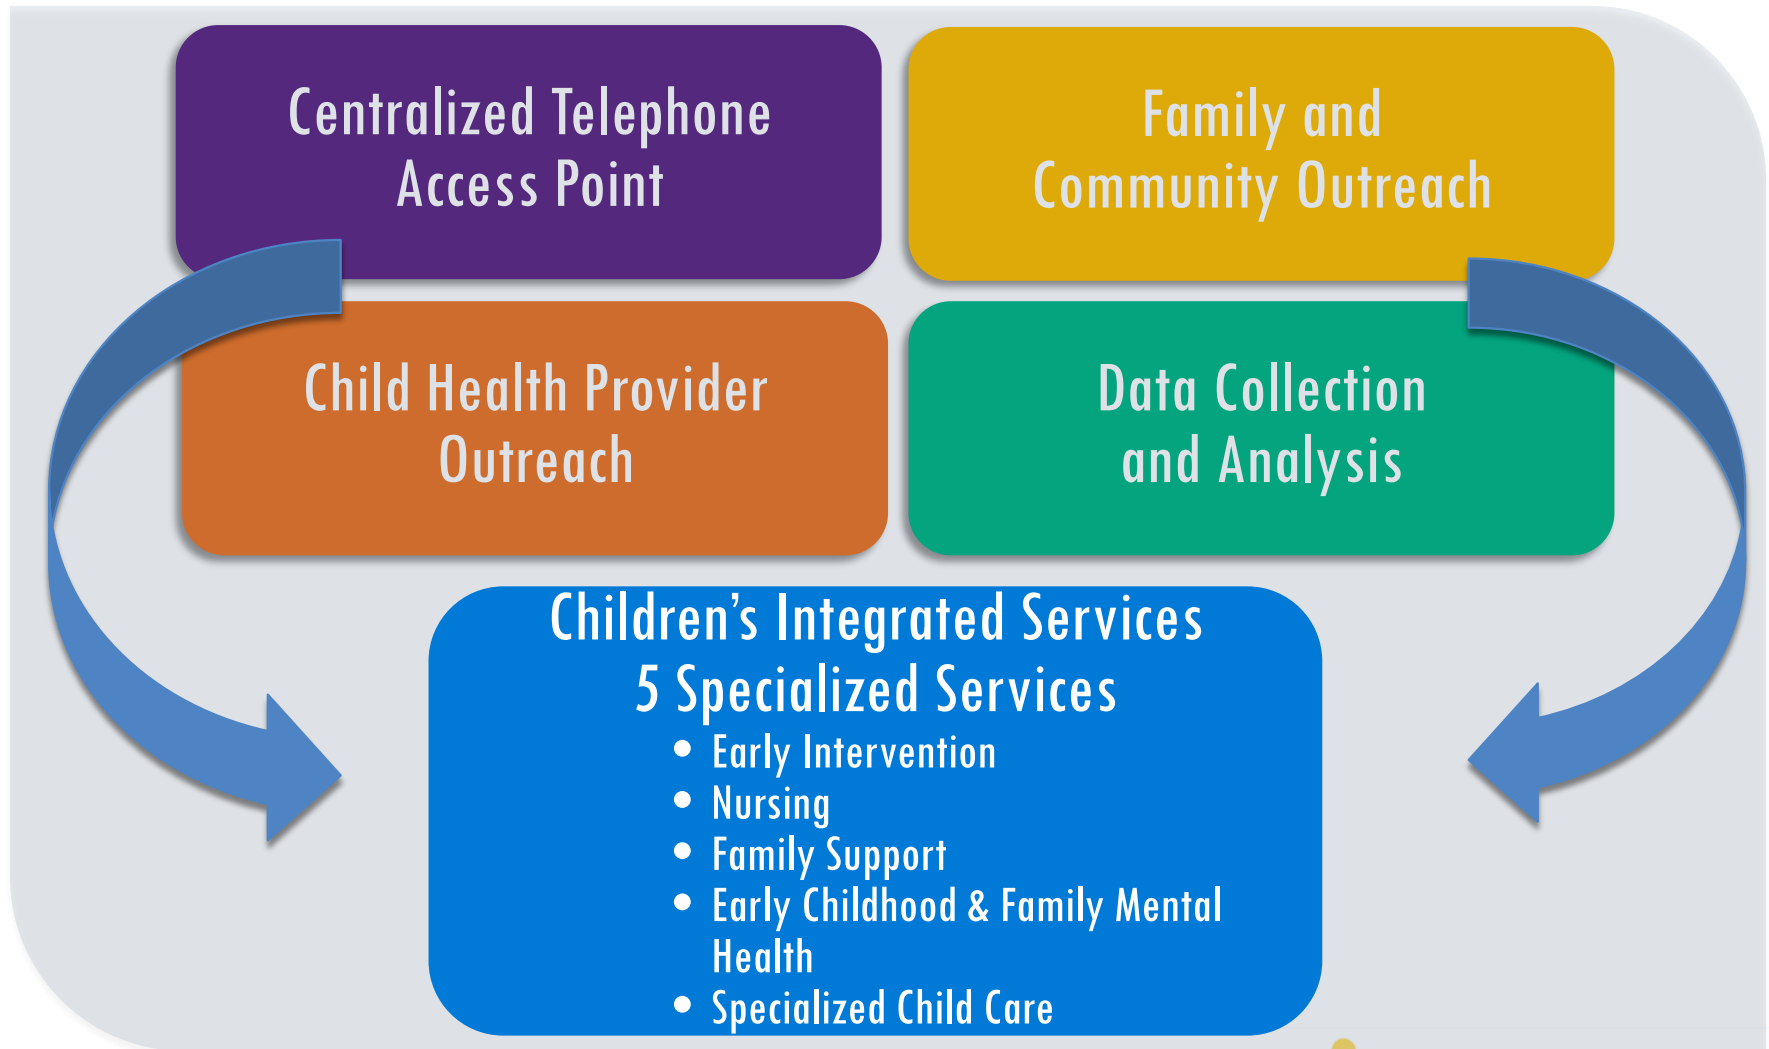 Centralized Telephone
Access Point
Family and
Community Outreach
Child Health Provider
Outreach
Data Collection
and Analysis
Children’s Integrated Services
5 Specialized Services
• Early Intervention
• Nursing
• Family Support
• Early Childhood & Family Mental
Health
• Specialized Child Care